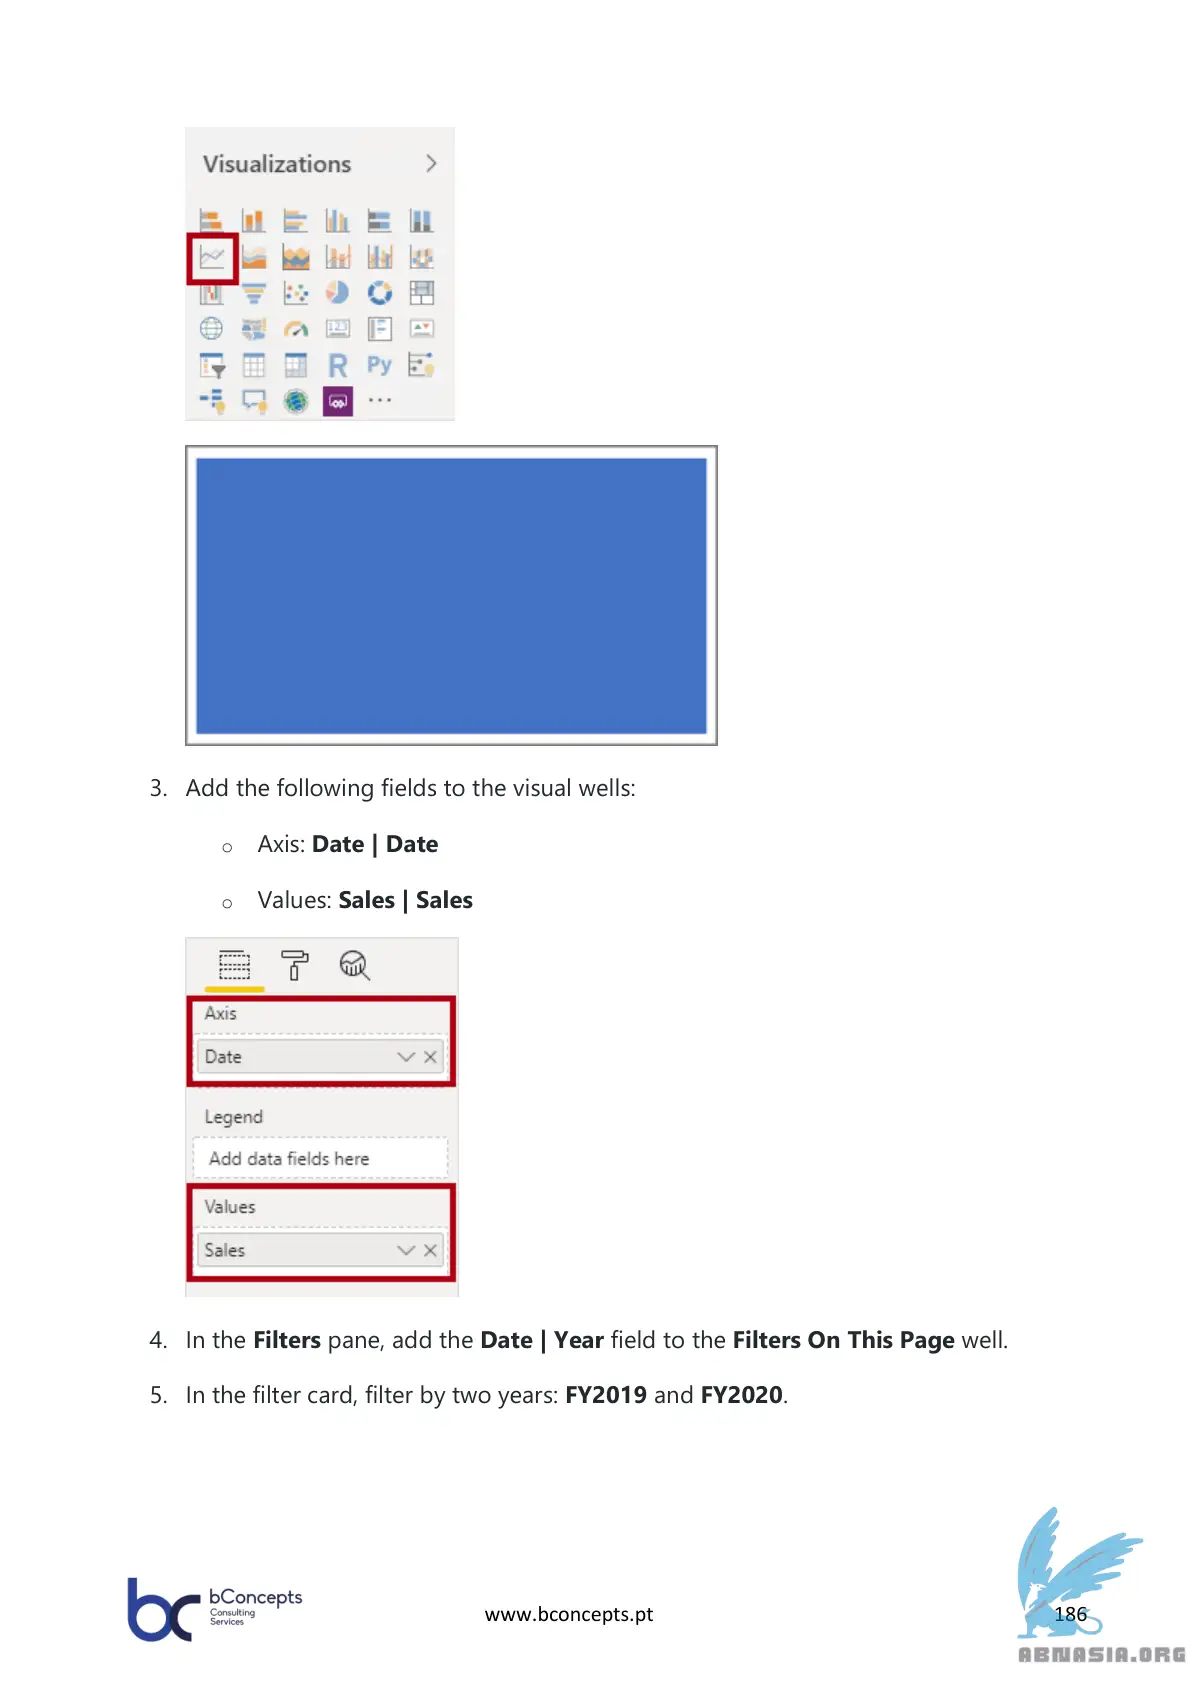 Visualizations
123
R
Py
3. Add the following fields to the visual wells:
o Axis: Date | Date
o Values: Sales | Sales
Axis
Date
Legend
Add data fields here
Values
Sales
4. In the Filters pane, add the Date | Year field to the Filters On This Page well.
5. In the filter card, filter by two years: FY2019 and FY2020.
bc bConcepts
Consulting
Services
www.bconcepts.pt
186
ABNASIA.ORG